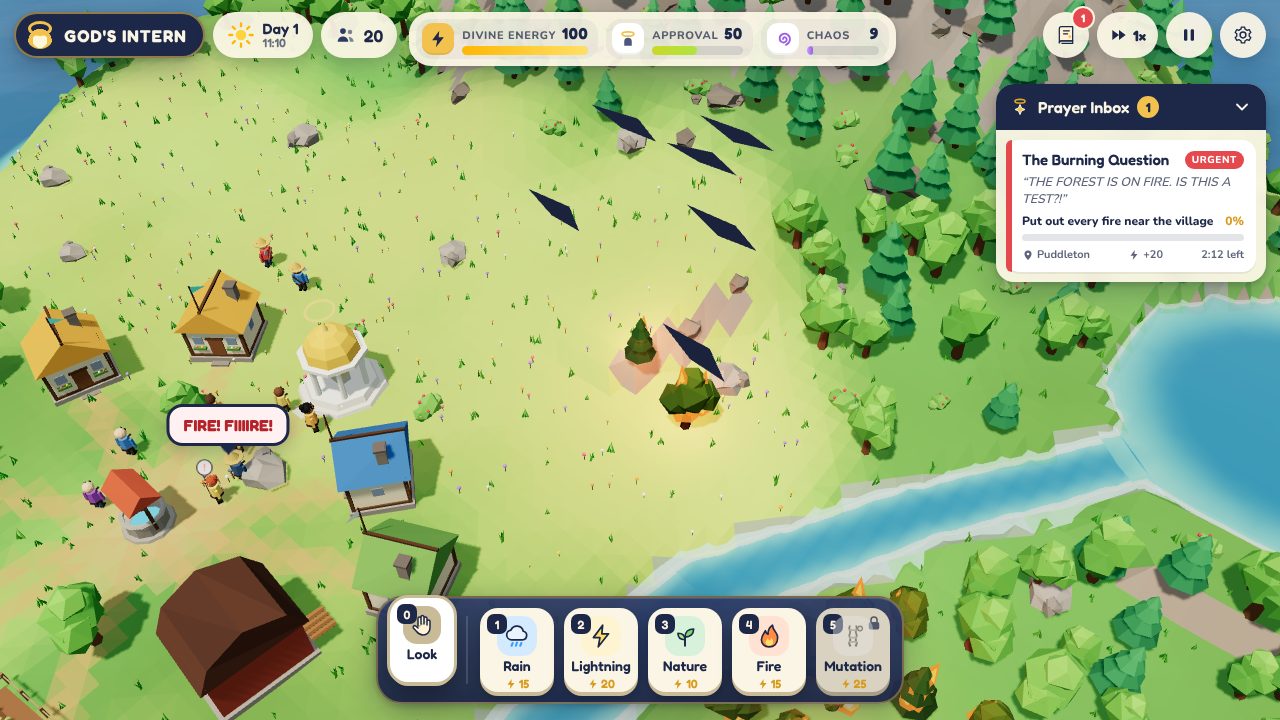 GOD'S INTERN
Day 1
11:10
20
DIVINE ENERGY 100
APPROVAL 50
CHAOS 9
1
1x
Prayer Inbox 1
The Burning Question URGENT
“THE FOREST IS ON FIRE. IS THIS A
TEST?!”
Put out every fire near the village 0%
Puddleton +20 2:12 left
FIRE! FIIIIRE!
0
Look
1
Rain
15
2
Lightning
20
3
Nature
10
4
Fire
15
5
Mutation
25